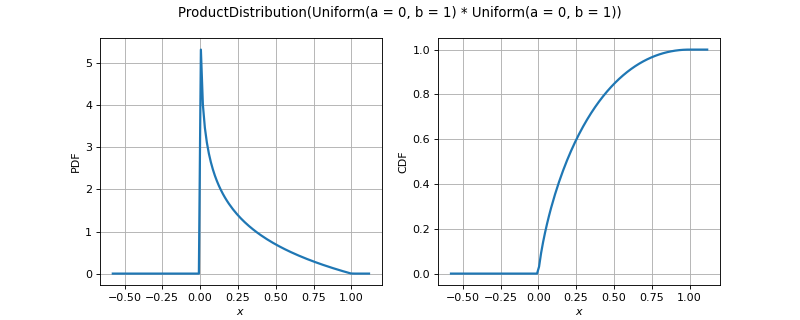 ProductDistribution(Uniform(a = 0, b = 1) * Uniform(a = 0, b = 1))
PDF
5
4
3
2
1
0
−0.50 −0.25 0.00 0.25 0.50 0.75 1.00
x
CDF
1.0
0.8
0.6
0.4
0.2
0.0
−0.50 −0.25 0.00 0.25 0.50 0.75 1.00
x